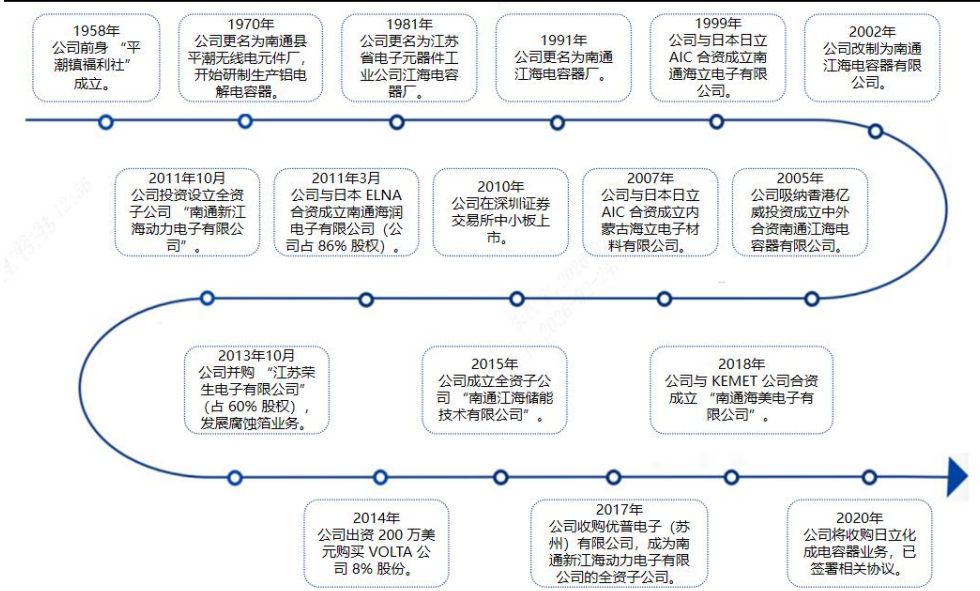 1958年
公司前身 “平
潮镇福利社”
成立。
1970年
公司更名为南通县
平潮无线电元件厂，
开始研制生产铝电
解电容器。
1981年
公司更名为江苏
省电子元器件工
业公司江海电容
器厂。
1991年
公司更名为南通
江海电容器厂。
1999年
公司与日本日立
AIC 合资成立南
通海立电子有限
公司。
2002年
公司改制为南通
江海电容器有限
公司。
2011年10月
公司投资设立全资
子公司 “南通新江
海动力电子有限公
司” 。
2011年3月
公司与日本 ELNA
合资成立南通海润
电子有限公司（公
司占 86% 股权）。
2010年
公司在深圳证券
交易所中小板上
市。
2007年
公司与日本日立
AIC 合资成立内
蒙古海立电子材
料有限公司。
2005年
公司吸纳香港亿
威投资成立中外
合资南通江海电
容器有限公司。
2013年10月
公司并购 “江苏荣
生电子有限公司”
（占 60% 股权），
发展腐蚀箔业务。
2015年
公司成立全资子公
司 “南通江海储能
技术有限公司” 。
2018年
公司与 KEMET 公司合资
成立 “南通海美电子有
限公司” 。
2014年
公司出资 200 万美
元购买 VOLTA 公
司 8% 股份。
2017年
公司收购优普电子（苏
州）有限公司，成为南
通新江海动力电子有限
公司的全资子公司。
2020年
公司将收购日立化
成电容器业务，已
签署相关协议。